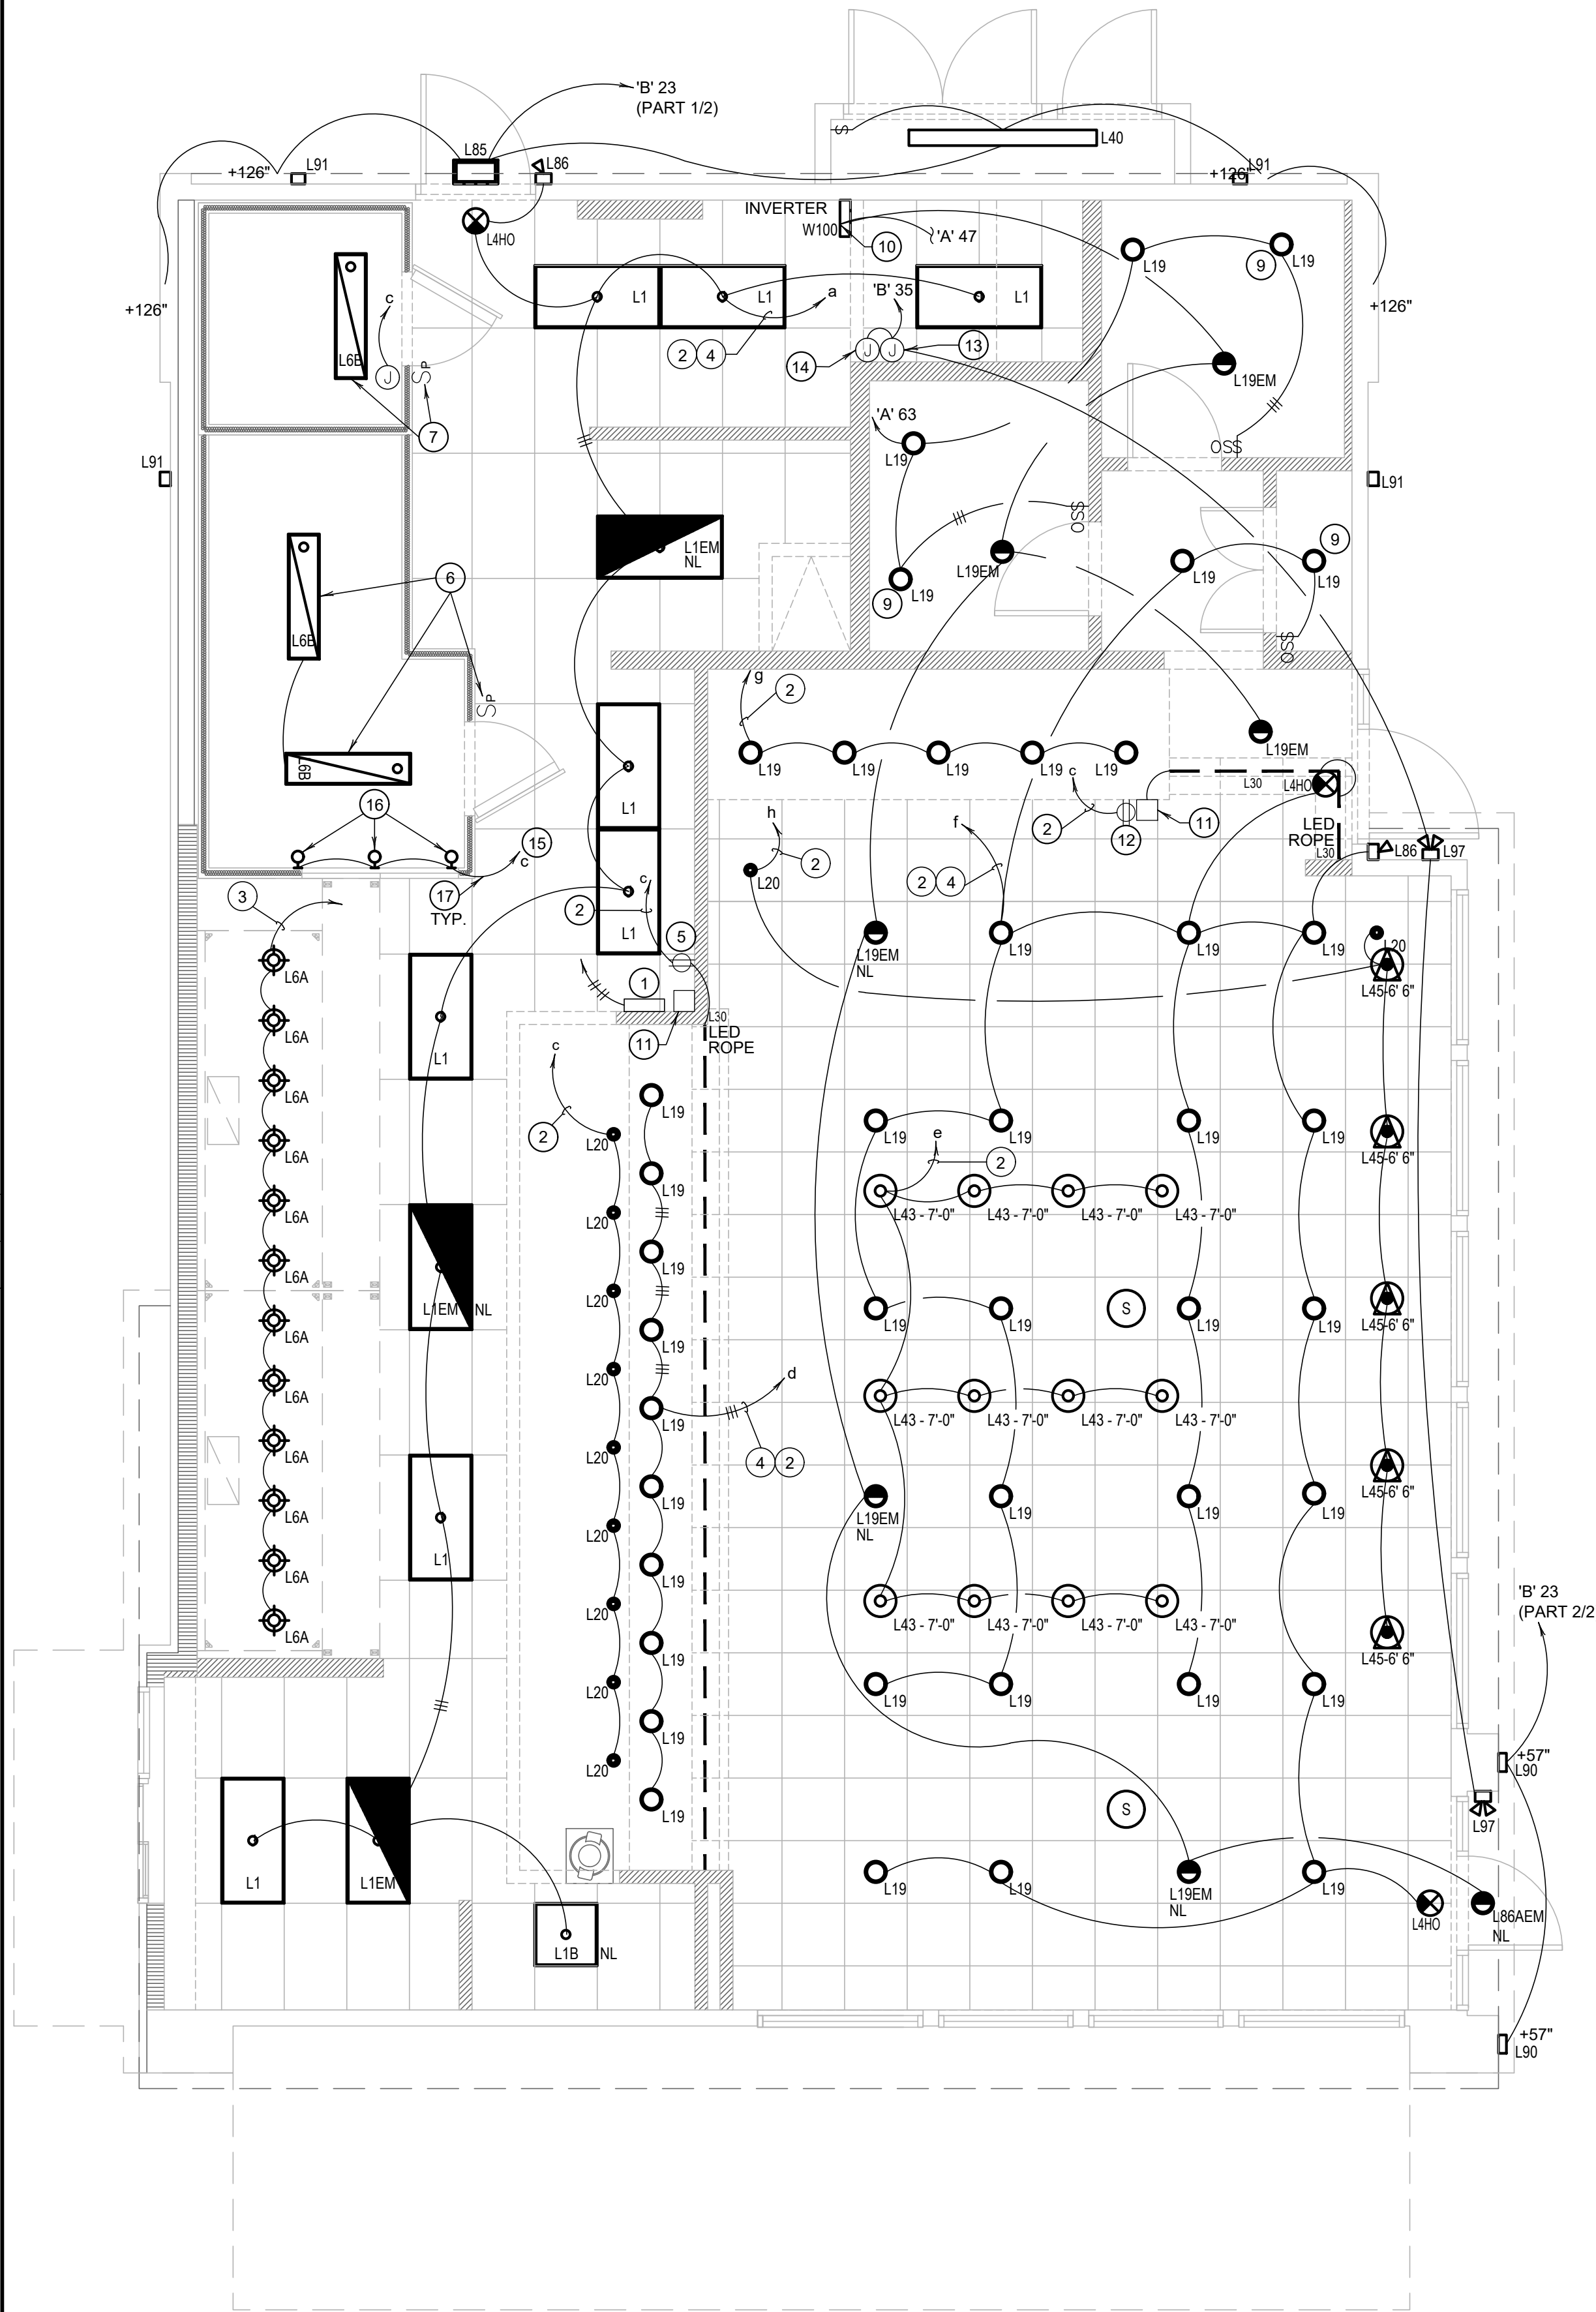 'B' 23
(PART 1/2)
S
L40
L91
+126"
L85
L86
L91
+126"
INVERTER
W100
10
'A' 47
L4HO
L19
9
L19
+126"
+126"
c
L6B
J
SP
7
L1
L1
a
2
4
'B' 35
L1
14
J
J
13
L19EM
'A' 63
L19
OSS
L91
L91
L1EM
NL
OSS
L19EM
9
L19
L19
9
L19
OSS
6
L6B
SP
L6B
g
2
L19
L19
L19
L19
L19
L19EM
L30
L4HO
c
2
12
11
LED
ROPE
L30
L86
L97
L1
16
15
c
17
TYP.
h
2
L20
f
2
4
3
c
2
L1
5
1
11
L30
LED
ROPE
L19EM
NL
L19
L19
L19
L20
L45-6' 6"
L6A
L6A
L6A
L6A
L6A
L6A
L6A
L6A
L6A
L6A
L6A
L6A
L1
L1EM
NL
L1
c
2
L20
L20
L20
L20
L20
L20
L20
L20
L20
L19
L19
L19
L19
L19
L19
L19
L19
L19
L19
d
4
2
L19
L19
L19
L19
L45-6' 6"
e
2
L43 - 7'-0"
L43 - 7'-0"
L43 - 7'-0"
L43 - 7'-0"
L19
L19
S
L19
L19
L45-6' 6"
L43 - 7'-0"
L43 - 7'-0"
L43 - 7'-0"
L43 - 7'-0"
L19EM
NL
L19
L19
L19
L45-6' 6"
L43 - 7'-0"
L43 - 7'-0"
L43 - 7'-0"
L43 - 7'-0"
L45-6' 6"
'B' 23
(PART 2/2
L19
L19
L19
L19
+57"
L90
S
L97
L1
L1EM
L1B
NL
L19
L19
L19EM
NL
L19
L4HO
L86AEM
NL
+57"
L90